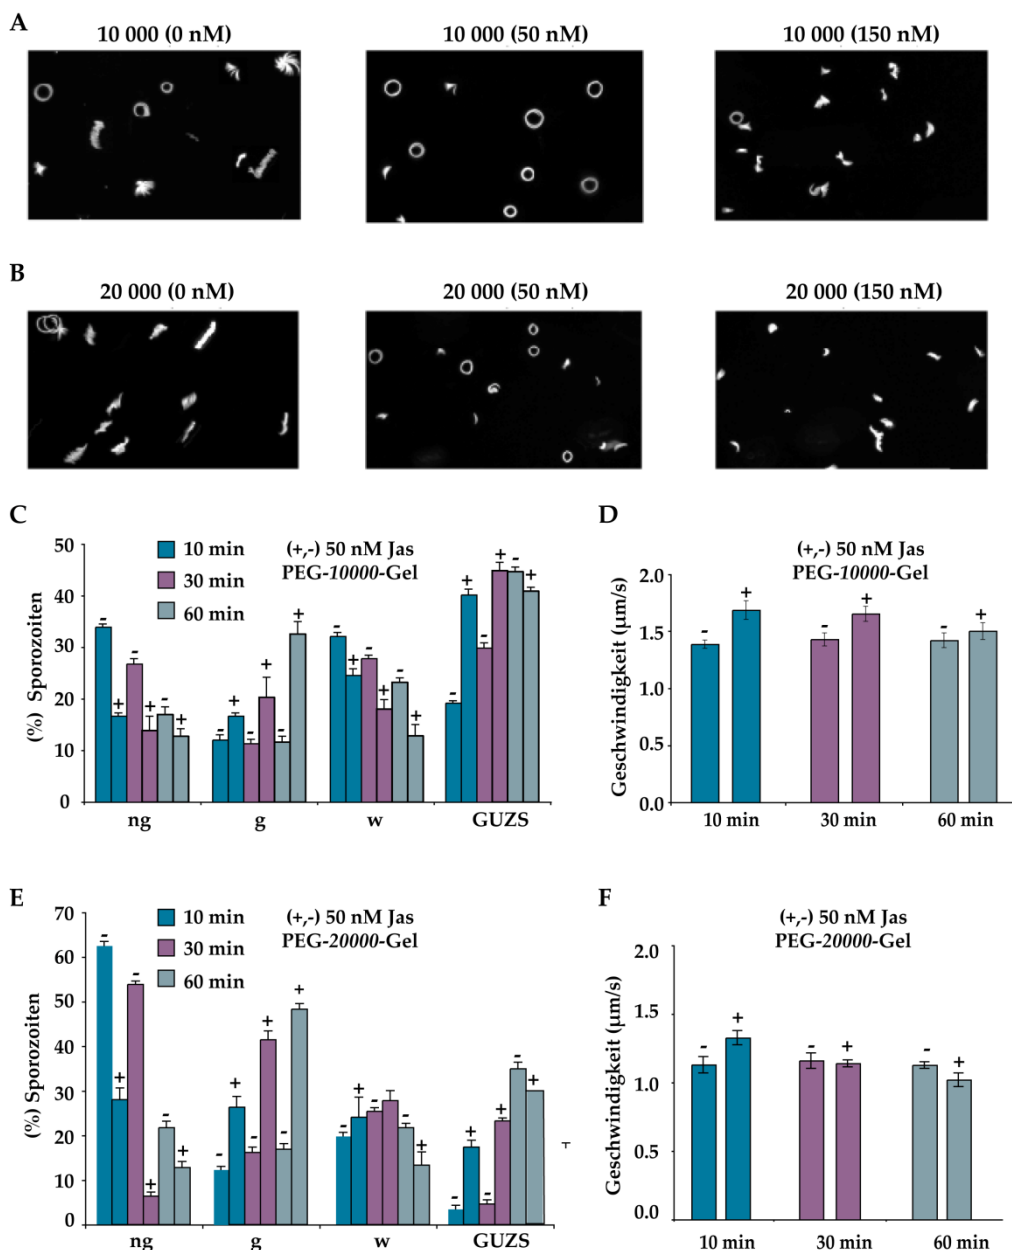 A
10 000 (0 nM)
10 000 (50 nM)
10 000 (150 nM)
B
20 000 (0 nM)
20 000 (50 nM)
20 000 (150 nM)
C
(%) Sporozoiten
50
40
30
20
10
0
10 min
30 min
60 min
(+,-) 50 nM Jas
PEG-10000-Gel
- + - + - +
- + - + - +
- + - + - +
- + - + - +
ng g w GUZS
D
Geschwindigkeit (µm/s)
2.0
1.5
1.0
0.5
0.0
(+,-) 50 nM Jas
PEG-10000-Gel
- + - + - +
10 min 30 min 60 min
E
(%) Sporozoiten
70
60
50
40
30
20
10
0
10 min
30 min
60 min
(+,-) 50 nM Jas
PEG-20000-Gel
- + - + - +
- + - + - +
- + - - +
- + - + - +
ng g w GUZS
F
Geschwindigkeit (µm/s)
2.0
1.5
1.0
0.5
0.0
(+,-) 50 nM Jas
PEG-20000-Gel
- + - + - +
10 min 30 min 60 min